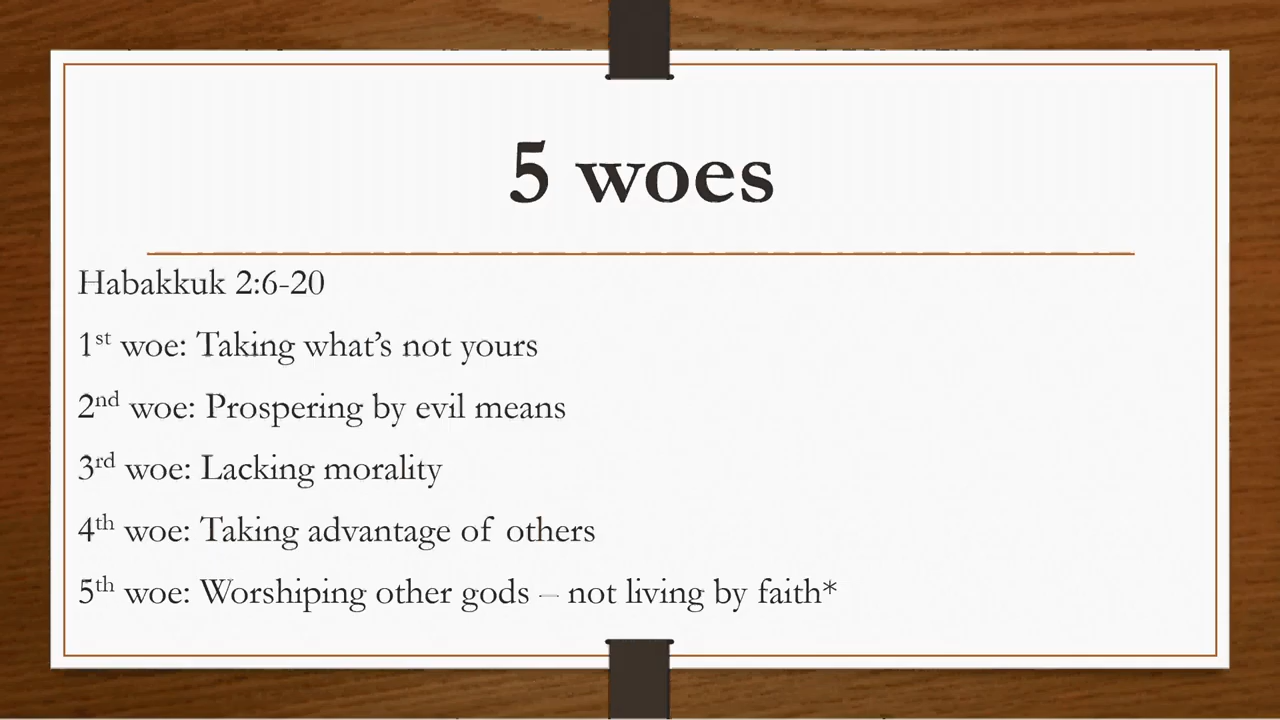 5 woes
Habakkuk 2:6-20
1st woe: Taking what’s not yours
2nd woe: Prospering by evil means
3rd woe: Lacking morality
4th woe: Taking advantage of others
5th woe: Worshiping other gods – not living by faith*